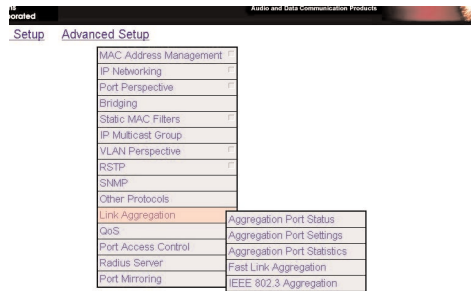 Audio and Data Communication Products
orated
Setup Advanced Setup
MAC Address Management
IP Networking
Port Perspective
Bridging
Static MAC Filters
IP Multicast Group
VLAN Perspective
RSTP
SNMP
Other Protocols
Link Aggregation
QoS
Port Access Control
Radius Server
Port Mirroring
Aggregation Port Status
Aggregation Port Settings
Aggregation Port Statistics
Fast Link Aggregation
IEEE 802.3 Aggregation